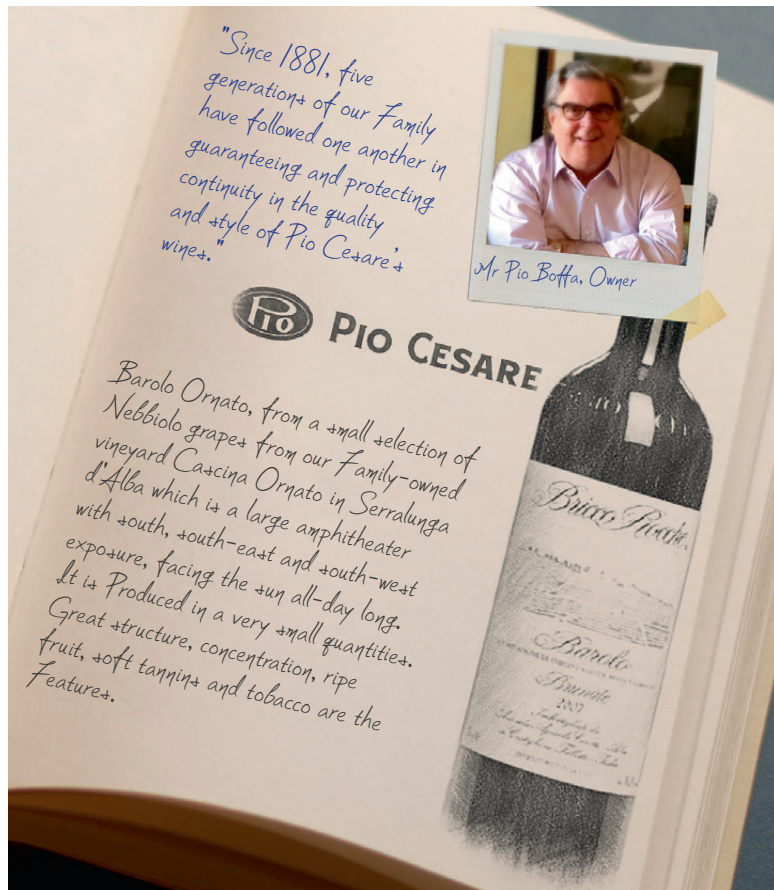 "Since 1881, five
generations of our Family
have followed one another in
guaranteeing and protecting
continuity in the quality
and style of Pio Cesare's
wines."
Mr Pio Boffa, Owner
PIO
PIO CESARE
Barolo Ornato, from a small selection of
Nebbiolo grapes from our Family-owned
vineyard Cascina Ornato in Serralunga
d'Alba which is a large amphitheater
with south, south-east and south-west
exposure, facing the sun all-day long.
It is Produced in a very small quantities.
Great structure, concentration, ripe
fruit, soft tannins and tobacco are the
Features.
Bricco Rocche
Barolo
Brunate
2007